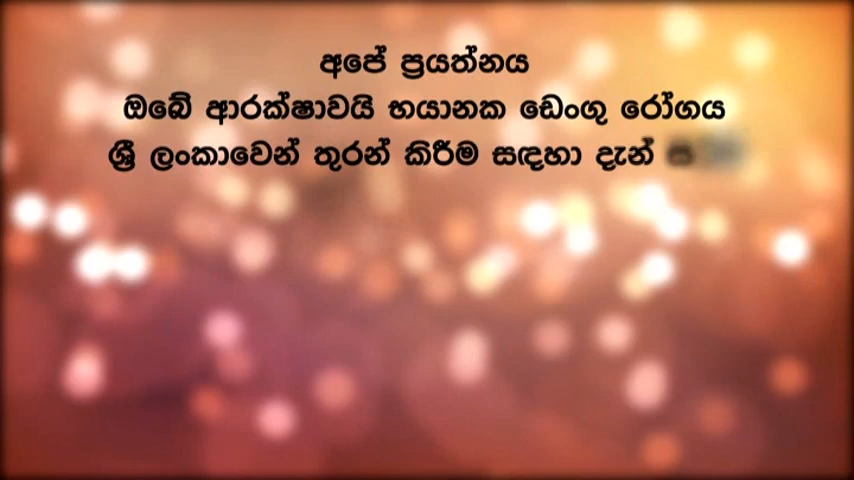 අපේ ප්‍රයත්නය
ඔබේ ආරක්ෂාවයි භයානක ඩෙංගු රෝගය
ශ්‍රී ලංකාවෙන් තුරන් කිරීම සඳහා දැන්